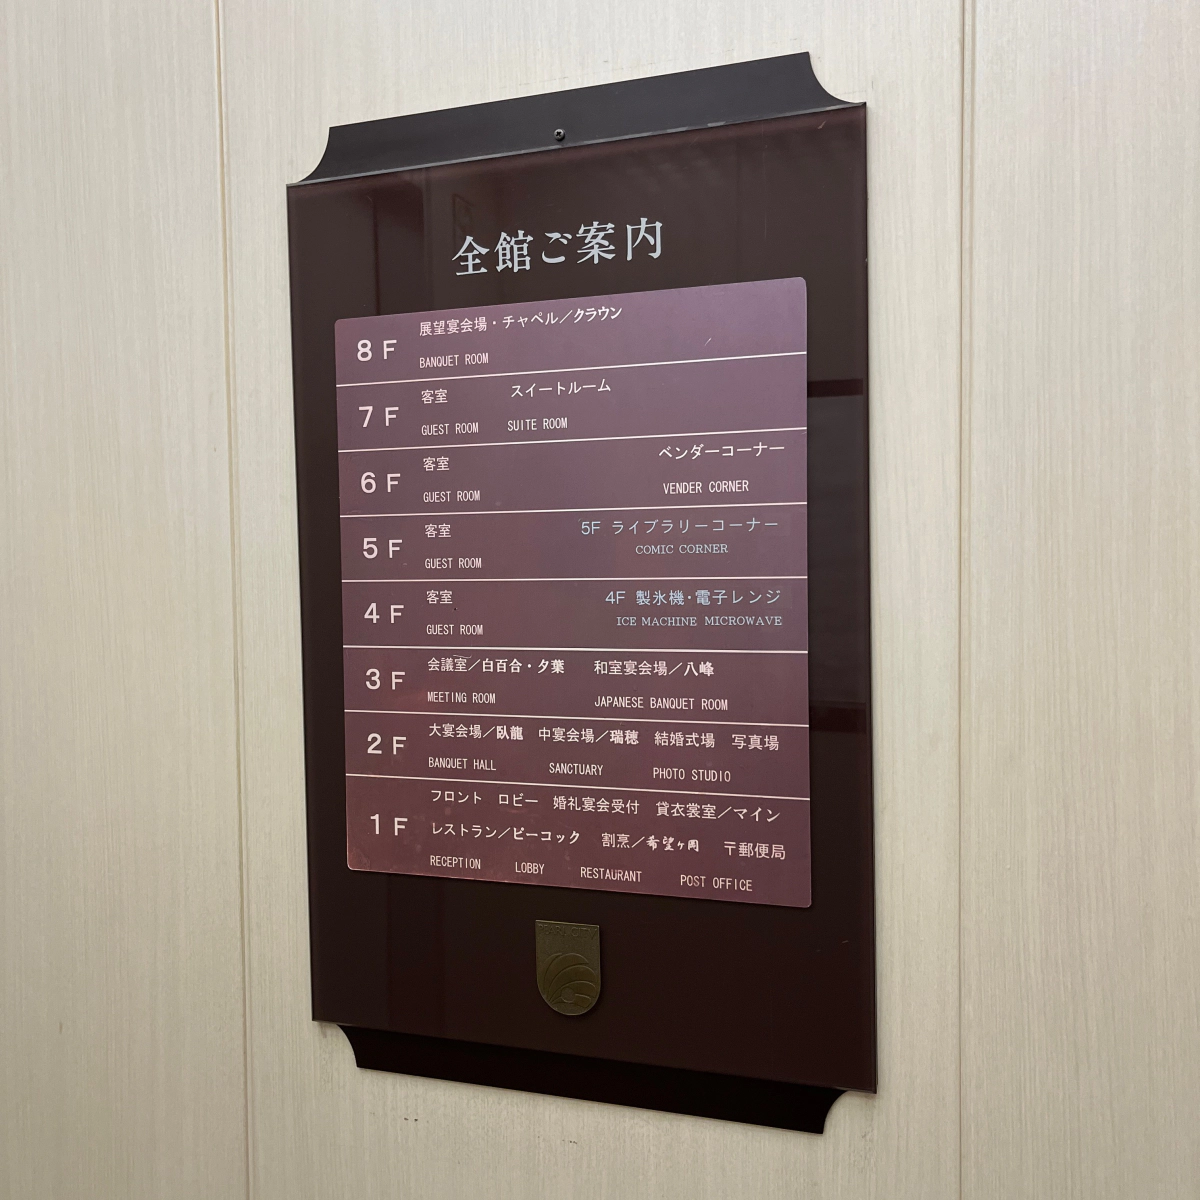 全館ご案内
8F 展望宴会場・チャペル／クラウン
BANQUET ROOM
7F 客室 スイートルーム
GUEST ROOM SUITE ROOM
6F 客室 ベンダーコーナー
GUEST ROOM VENDER CORNER
5F 客室 5F ライブラリーコーナー
GUEST ROOM COMIC CORNER
4F 客室 4F 製氷機・電子レンジ
GUEST ROOM ICE MACHINE MICROWAVE
3F 会議室／白百合・夕葉 和室宴会場／八峰
MEETING ROOM JAPANESE BANQUET ROOM
2F 大宴会場／臥龍 中宴会場／瑞穂 結婚式場 写真場
BANQUET HALL SANCTUARY PHOTO STUDIO
1F フロント ロビー 婚礼宴会受付 貸衣裳室／マイン
レストラン／ピーコック 割烹／希望ヶ岡 〒郵便局
RECEPTION LOBBY RESTAURANT POST OFFICE